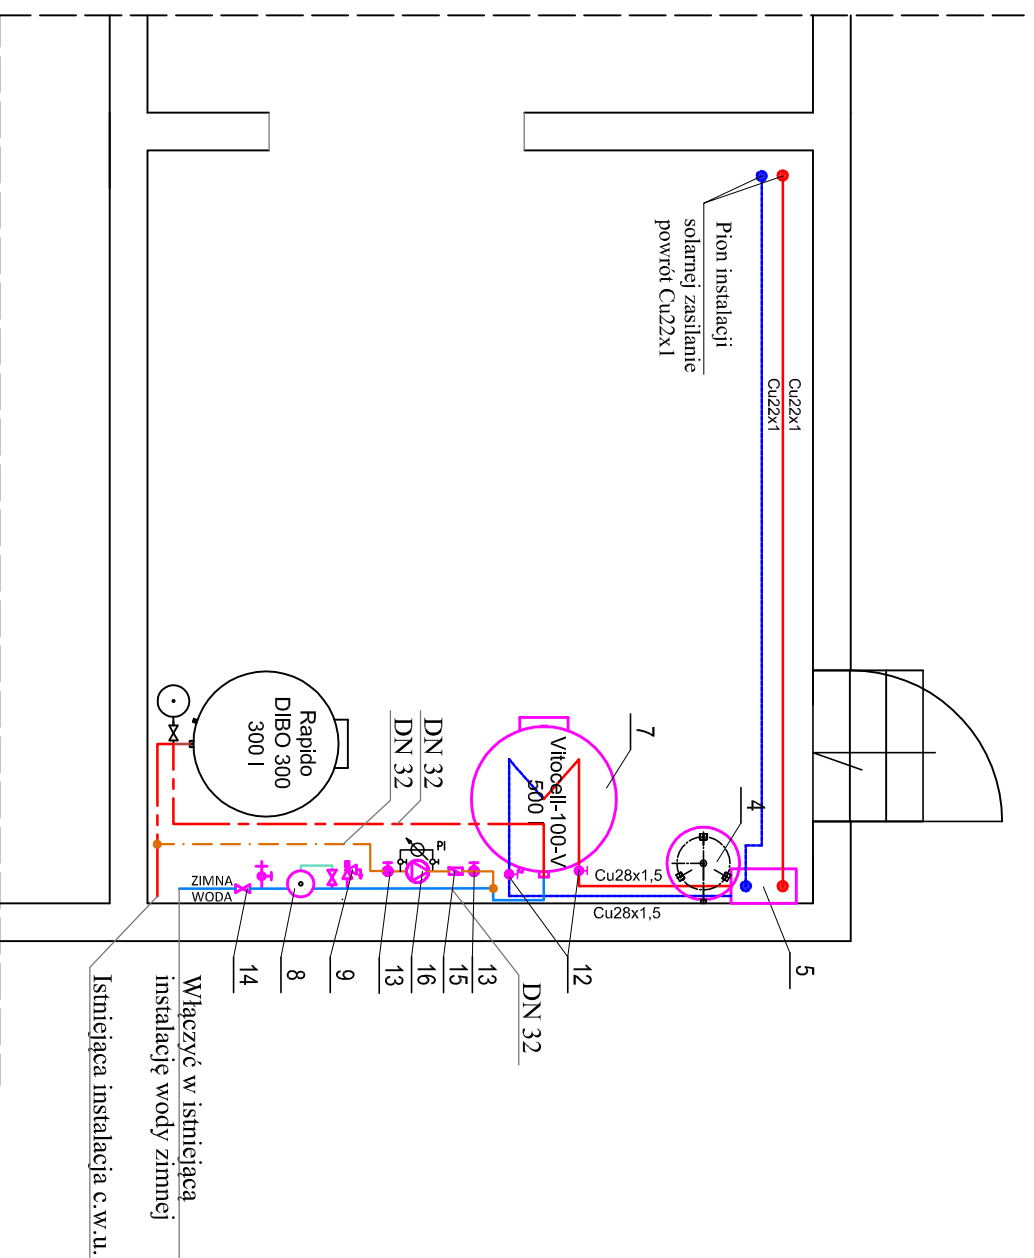 Pion instalacji
solarnej zasilanie
powrót Cu22x1
Cu22x1
Cu22x1
7
4
5
Vitocell-100-V
500 l
Rapido
DIBO 300
300 l
DN 32
DN 32
PI
Cu28x1,5
Cu28x1,5
ZIMNA
WODA
14
8
9
13
16
15
13
12
DN 32
Włączyć w istniejącą
instalację wody zimnej
Istniejąca instalacja c.w.u.